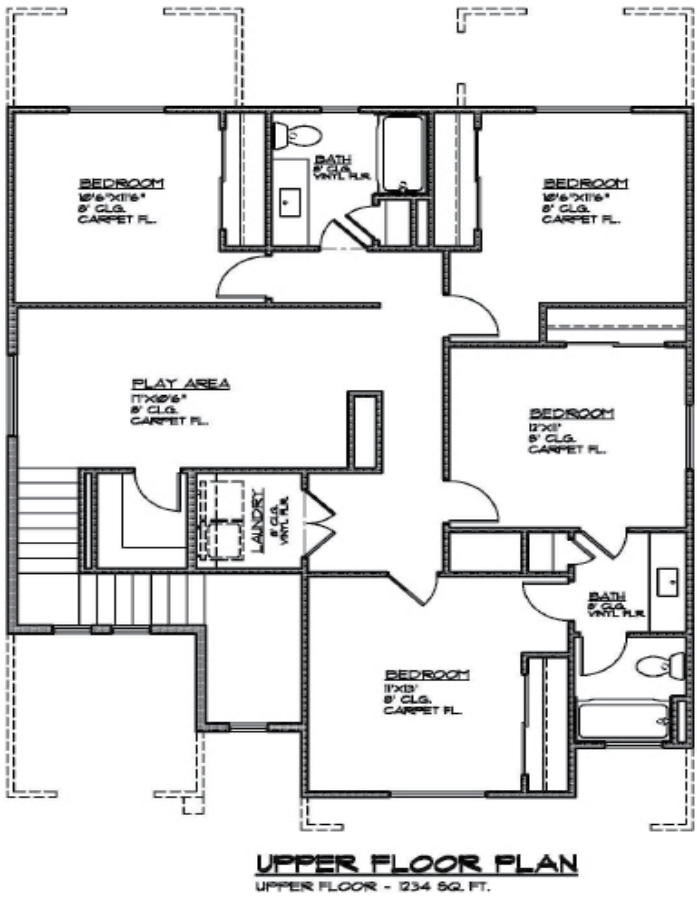 BATH
8' CLG.
VINYL FLR.
BEDROOM
10'6"X11'6"
8' CLG.
CARPET FL.
BEDROOM
10'6"X11'6"
8' CLG.
CARPET FL.
PLAY AREA
17'X10'6"
8' CLG.
CARPET FL.
BEDROOM
12'X11'
8' CLG.
CARPET FL.
LAUNDRY
8' CLG.
VINYL FLR.
BATH
8' CLG.
VINYL FLR.
BEDROOM
11'X13'
8' CLG.
CARPET FL.
UPPER FLOOR PLAN
UPPER FLOOR - 1234 SQ. FT.